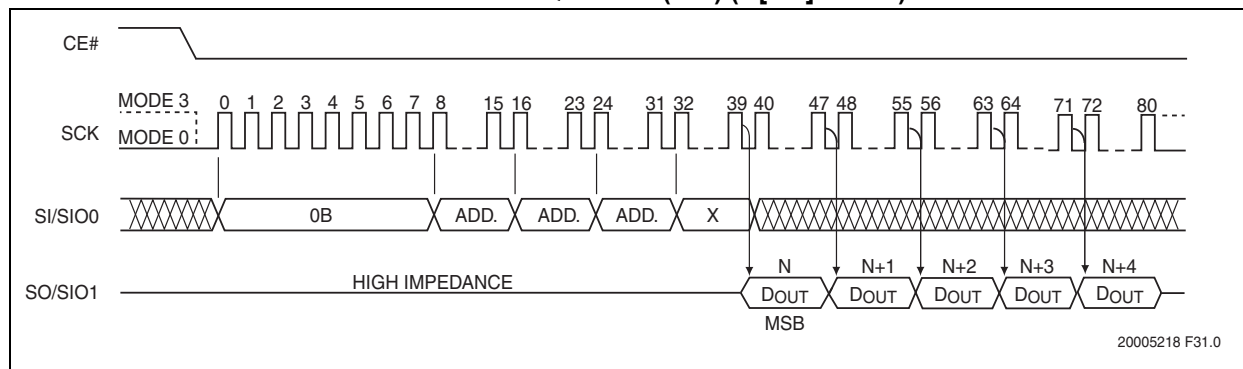 CE#
MODE 3 0 1 2 3 4 5 6 7 8 15 16 23 24 31 32 39 40 47 48 55 56 63 64 71 72 80
SCK
MODE 0
SI/SIO0 0B ADD. ADD. ADD. X
N N+1 N+2 N+3 N+4
SO/SIO1 HIGH IMPEDANCE DOUT DOUT DOUT DOUT DOUT
MSB
20005218 F31.0